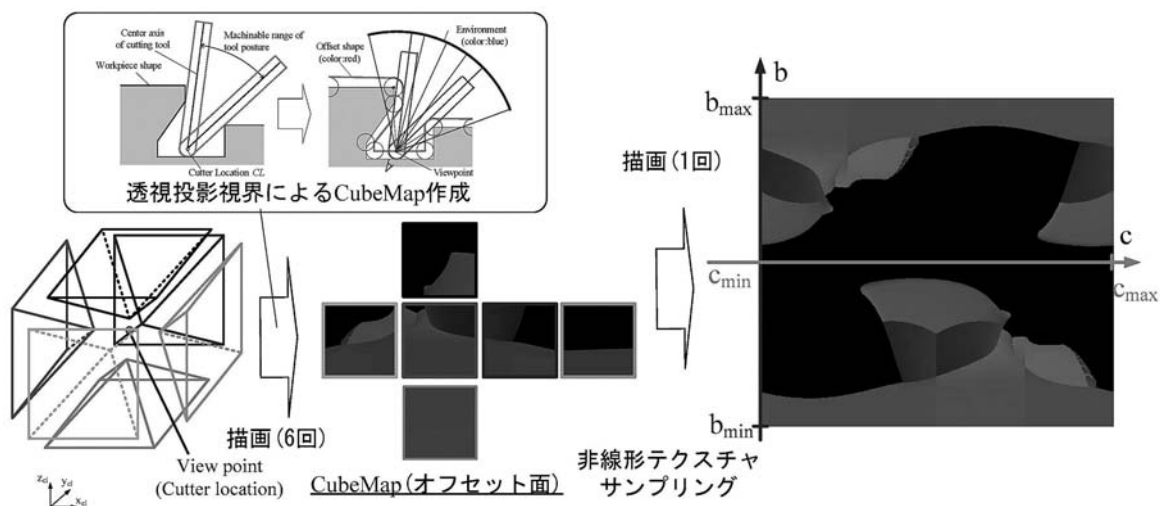 Center axis
of cutting tool
Machinable range of
tool posture
Workpiece shape
Cutter Location CL
Offset shape
(color:red)
Environment
(color:blue)
Viewpoint
透視投影視界によるCubeMap作成
描画(6回)
View point
(Cutter location)
zcl
ycl
xcl
CubeMap(オフセット面)
描画(1回)
非線形テクスチャ
サンプリング
b
bmax
c
cmin
cmax
bmin